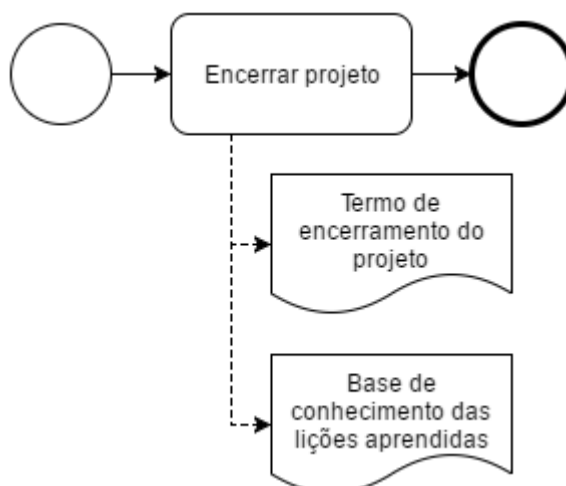 Encerrar projeto
Termo de
encerramento do
projeto
Base de
conhecimento das
lições aprendidas